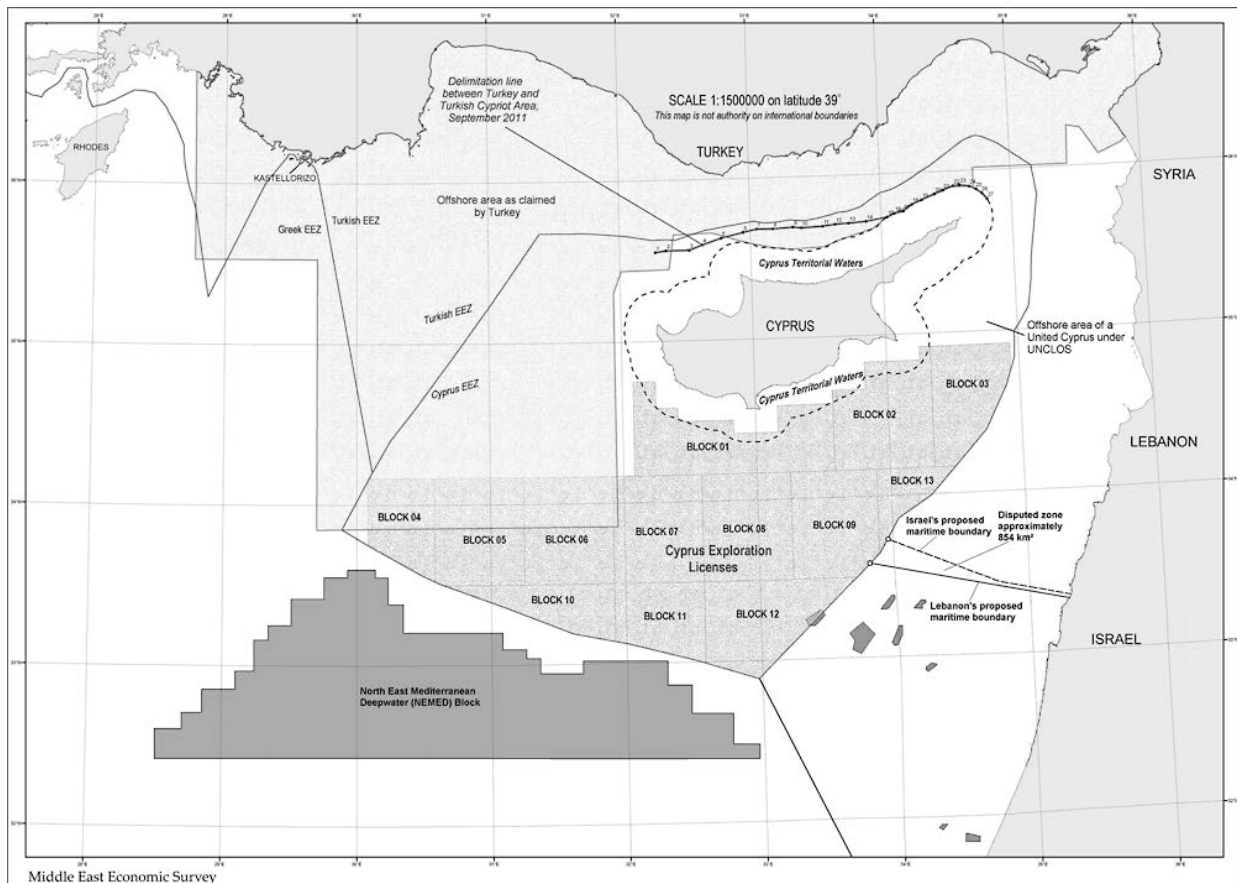 Delimitation line
between Turkey and
Turkish Cypriot Area,
September 2011
SCALE 1:1500000 on latitude 39°
This map is not authority on international boundaries
RHODES
TURKEY
KASTELLORIZO
SYRIA
Offshore area as claimed
by Turkey
Turkish EEZ
Greek EEZ
Cyprus Territorial Waters
Turkish EEZ
CYPRUS
Offshore area of a
United Cyprus under
UNCLOS
Cyprus EEZ
Cyprus Territorial Waters
BLOCK 03
BLOCK 02
BLOCK 01
LEBANON
BLOCK 13
BLOCK 04
BLOCK 05
BLOCK 06
BLOCK 07
BLOCK 08
BLOCK 09
Israel's proposed
maritime boundary
Disputed zone
approximately
854 km²
Cyprus Exploration
Licenses
BLOCK 10
BLOCK 11
BLOCK 12
Lebanon's proposed
maritime boundary
ISRAEL
North East Mediterranean
Deepwater (NEMED) Block
Middle East Economic Survey